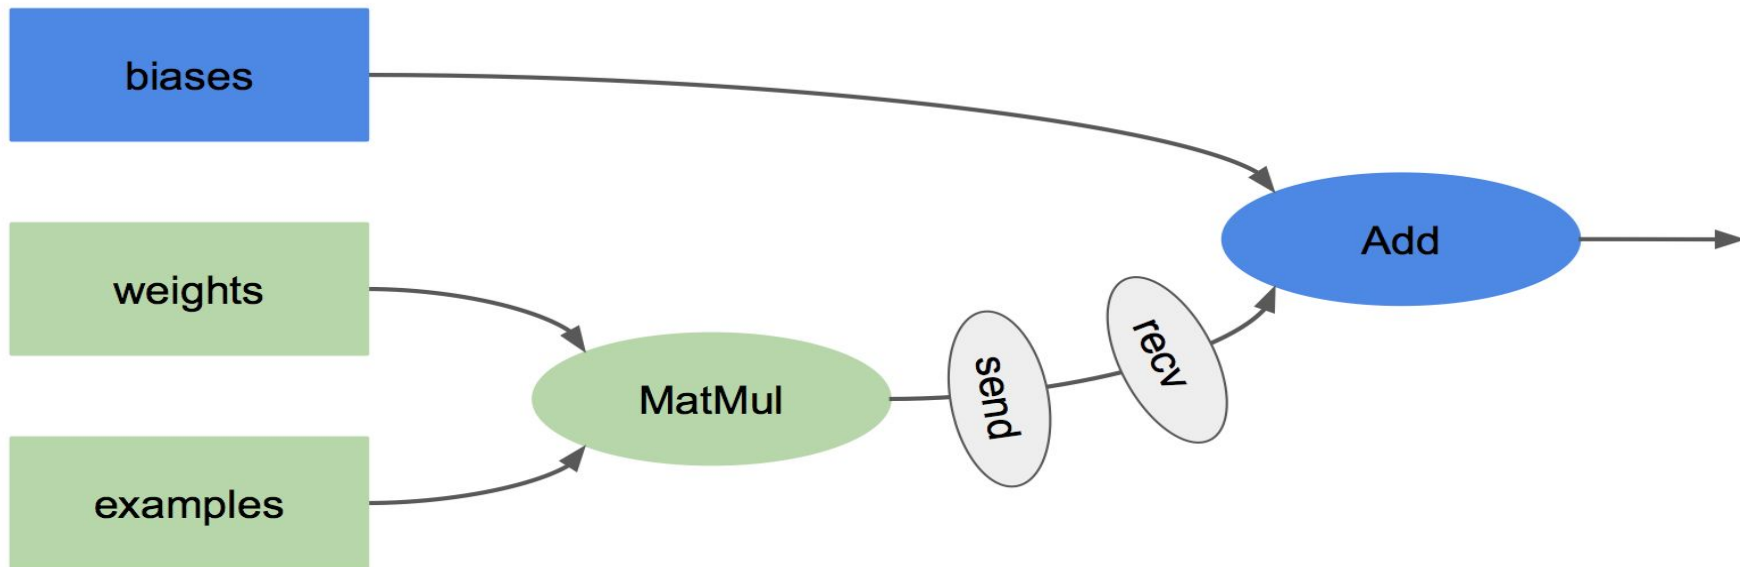 biases
weights
examples
MatMul
send
recv
Add